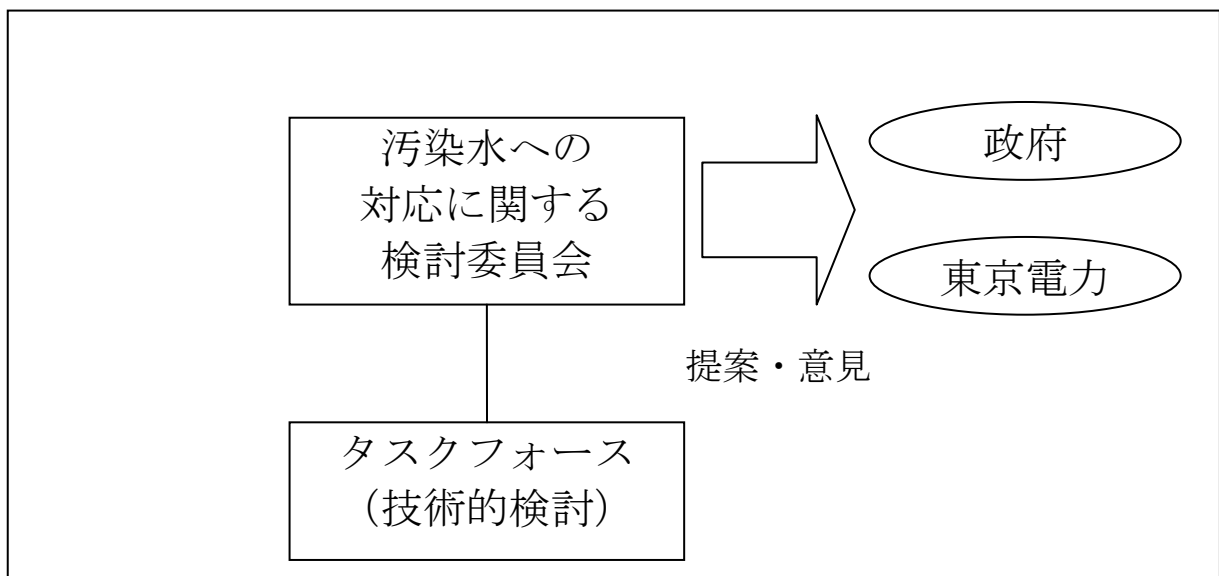 汚染水への
対応に関する
検討委員会
政府
東京電力
提案・意見
タスクフォース
（技術的検討）